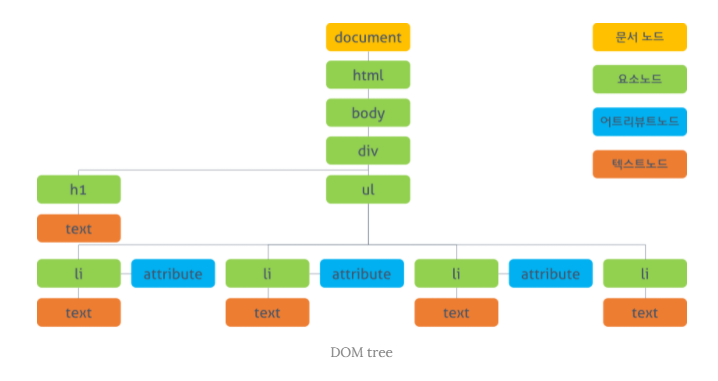 document
문서 노드
html
요소노드
body
어트리뷰트노드
div
텍스트노드
h1
ul
text
li attribute li attribute li attribute li
text text text text
DOM tree